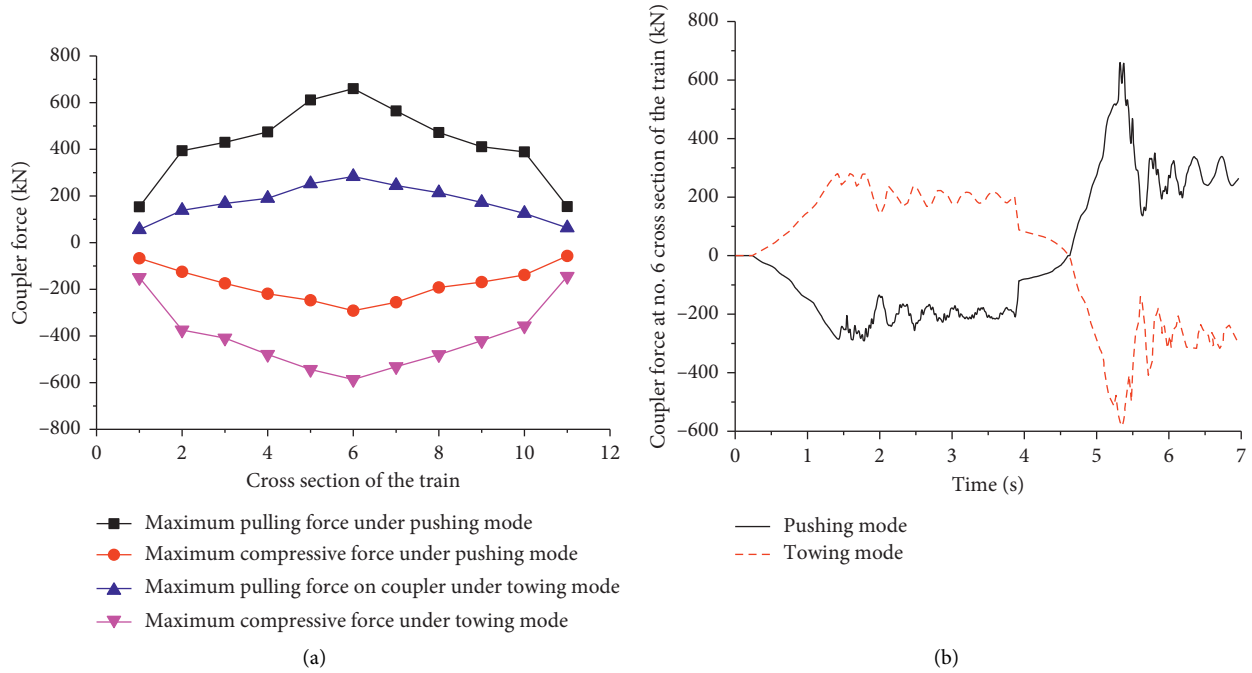 Coupler force (kN)
800
600
400
200
0
−200
−400
−600
−800
0
2
4
6
8
10
12
Cross section of the train
Maximum pulling force under pushing mode
Maximum compressive force under pushing mode
Maximum pulling force on coupler under towing mode
Maximum compressive force under towing mode
(a)
Coupler force at no. 6 cross section of the train (kN)
800
600
400
200
0
−200
−400
−600
0
1
2
3
4
5
6
7
Time (s)
Pushing mode
Towing mode
(b)